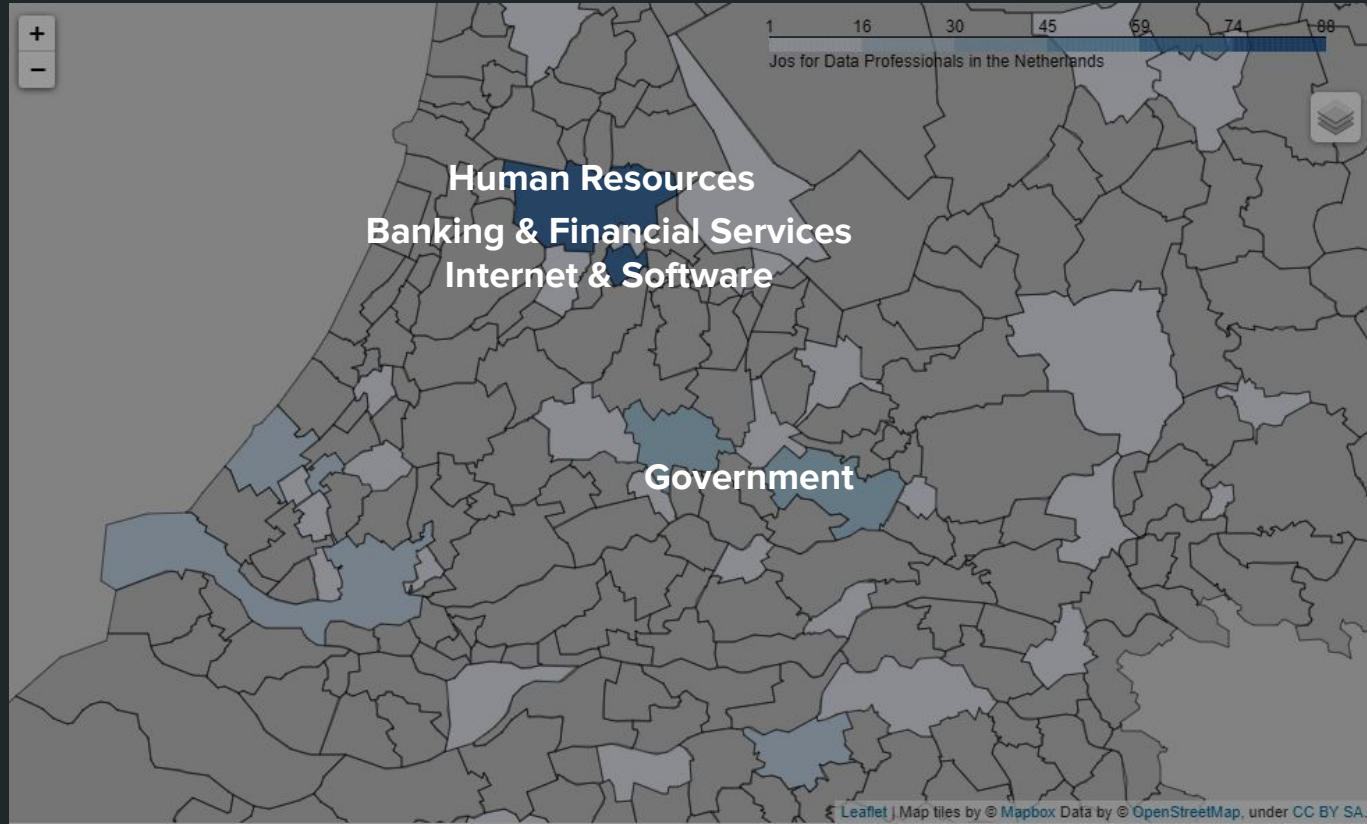 +
−
1 16 30 45 59 74 88
Jos for Data Professionals in the Netherlands
Human Resources
Banking & Financial Services
Internet & Software
Government
Leaflet | Map tiles by © Mapbox Data by © OpenStreetMap, under CC BY SA.